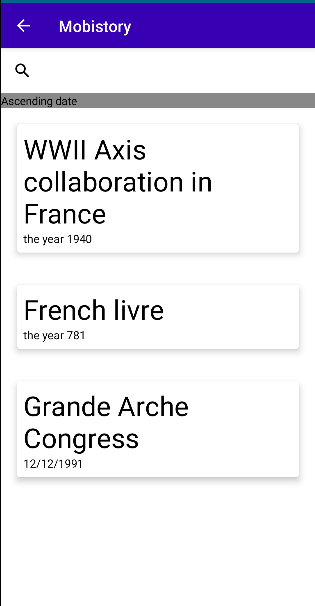 Mobistory
Ascending date
WWII Axis
collaboration in
France
the year 1940
French livre
the year 781
Grande Arche
Congress
12/12/1991